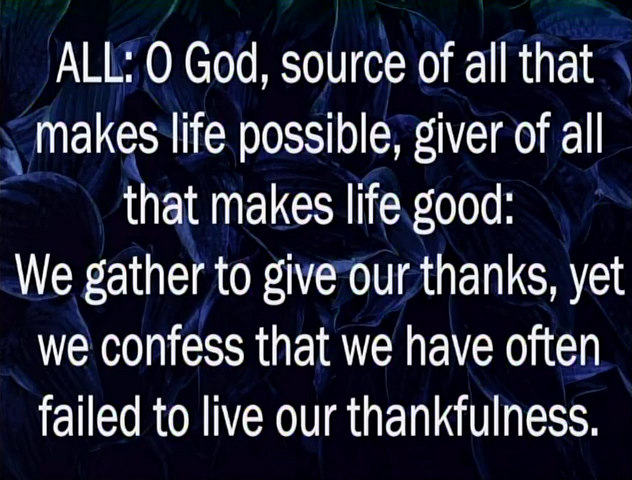 ALL: O God, source of all that
makes life possible, giver of all
that makes life good:
We gather to give our thanks, yet
we confess that we have often
failed to live our thankfulness.